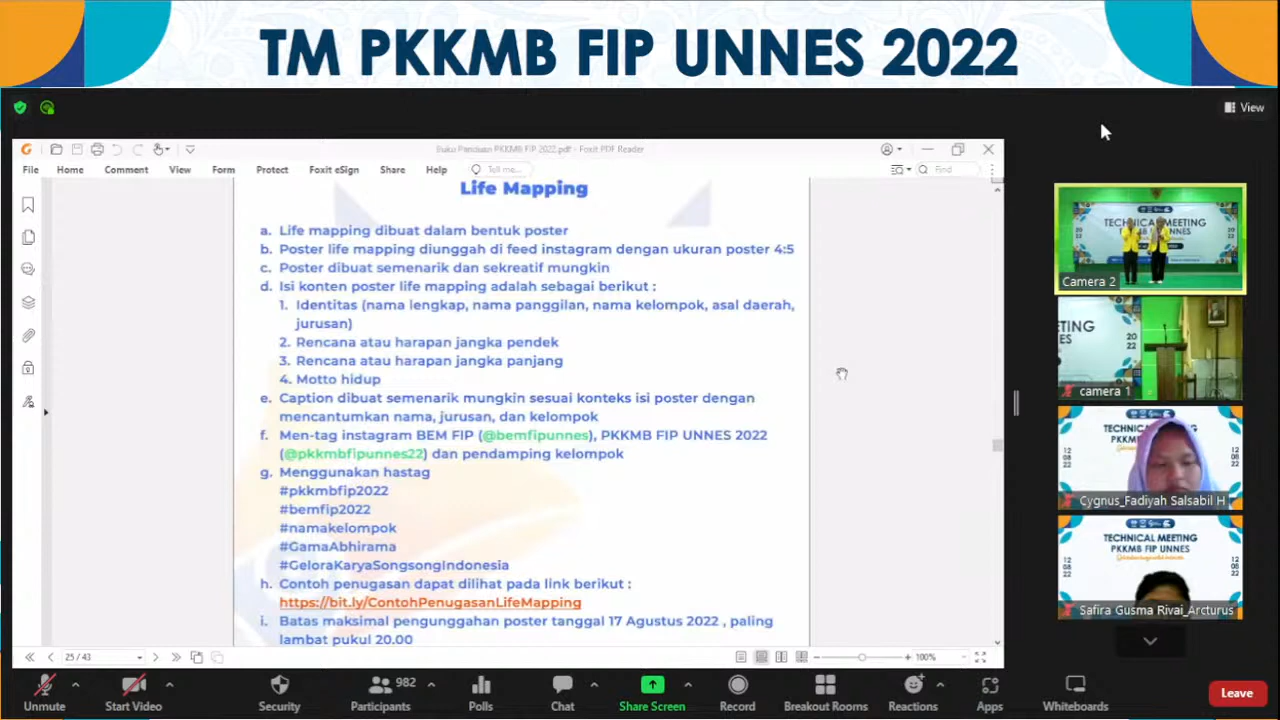 TM PKKMB FIP UNNES 2022
View
Buku Panduan PKKMB FIP 2022.pdf - Foxit PDF Reader
File Home Comment View Form Protect Foxit eSign Share Help Tell me... Find
Life Mapping
a. Life mapping dibuat dalam bentuk poster
b. Poster life mapping diunggah di feed instagram dengan ukuran poster 4:5
c. Poster dibuat semenarik dan sekreatif mungkin
d. Isi konten poster life mapping adalah sebagai berikut :
1. Identitas (nama lengkap, nama panggilan, nama kelompok, asal daerah,
jurusan)
2. Rencana atau harapan jangka pendek
3. Rencana atau harapan jangka panjang
4. Motto hidup
e. Caption dibuat semenarik mungkin sesuai konteks isi poster dengan
mencantumkan nama, jurusan, dan kelompok
f. Men-tag instagram BEM FIP (@bemfipunnes), PKKMB FIP UNNES 2022
(@pkkmbfipunnes22) dan pendamping kelompok
g. Menggunakan hastag
#pkkmbfip2022
#bemfip2022
#namakelompok
#GamaAbhirama
#GeloraKaryaSongsongIndonesia
h. Contoh penugasan dapat dilihat pada link berikut :
https://bit.ly/ContohPenugasanLifeMapping
i. Batas maksimal pengunggahan poster tanggal 17 Agustus 2022 , paling
lambat pukul 20.00
25 / 43
100%
TECHNICAL MEETING
Camera 2
camera 1
Cygnus_Fadiyah Salsabil H
TECHNICAL MEETING
PKKMB FIP UNNES
12
08
22
Safira Gusma Rivai_Arcturus
Unmute Start Video Security Participants 982 Polls Chat Share Screen Record Breakout Rooms Reactions Apps Whiteboards Leave